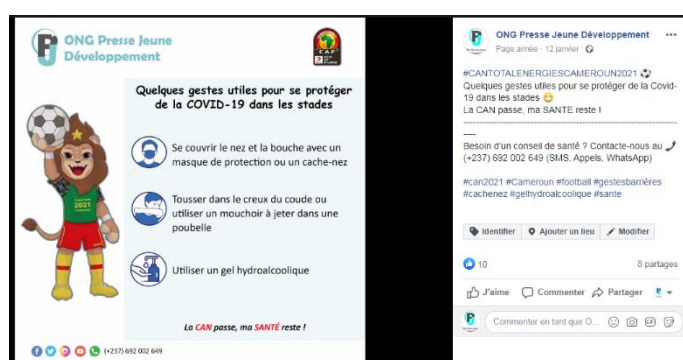 ONG Presse Jeune
Développement
CAF
Quelques gestes utiles pour se protéger
de la COVID-19 dans les stades
Se couvrir le nez et la bouche avec un
masque de protection ou un cache-nez
Tousser dans le creux du coude ou
utiliser un mouchoir à jeter dans une
poubelle
Utiliser un gel hydroalcoolique
2021
La CAN passe, ma SANTÉ reste !
(+237) 692 002 649
ONG Presse Jeune Développement
Page aimée · 12 janvier ·
#CANTOTALENERGIESCAMEROUN2021
Quelques gestes utiles pour se protéger de la Covid-
19 dans les stades
La CAN passe, ma SANTE reste !
----
Besoin d'un conseil de santé ? Contacte-nous au
(+237) 692 002 649 (SMS, Appels, WhatsApp)
#can2021 #Cameroun #football #gestesbarrières
#cachenez #gelhydroalcoolique #sante
Identifier Ajouter un lieu Modifier
10 8 partages
J'aime Commenter Partager
Commenter en tant que O...